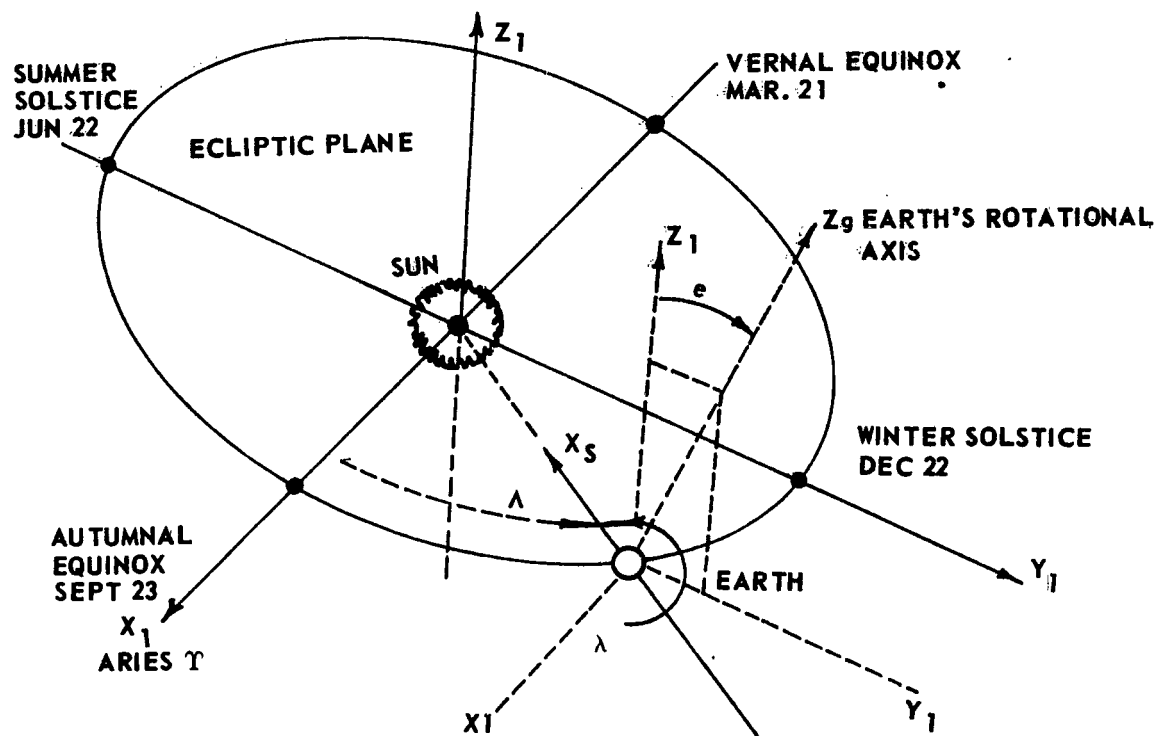 Z1
SUMMER
SOLSTICE
JUN 22
VERNAL EQUINOX
MAR. 21
ECLIPTIC PLANE
Zg EARTH'S ROTATIONAL
AXIS
Z1
SUN
e
XS
WINTER SOLSTICE
DEC 22
Λ
AUTUMNAL
EQUINOX
SEPT 23
EARTH
Y1
X1
ARIES ϒ
λ
X1
Y1